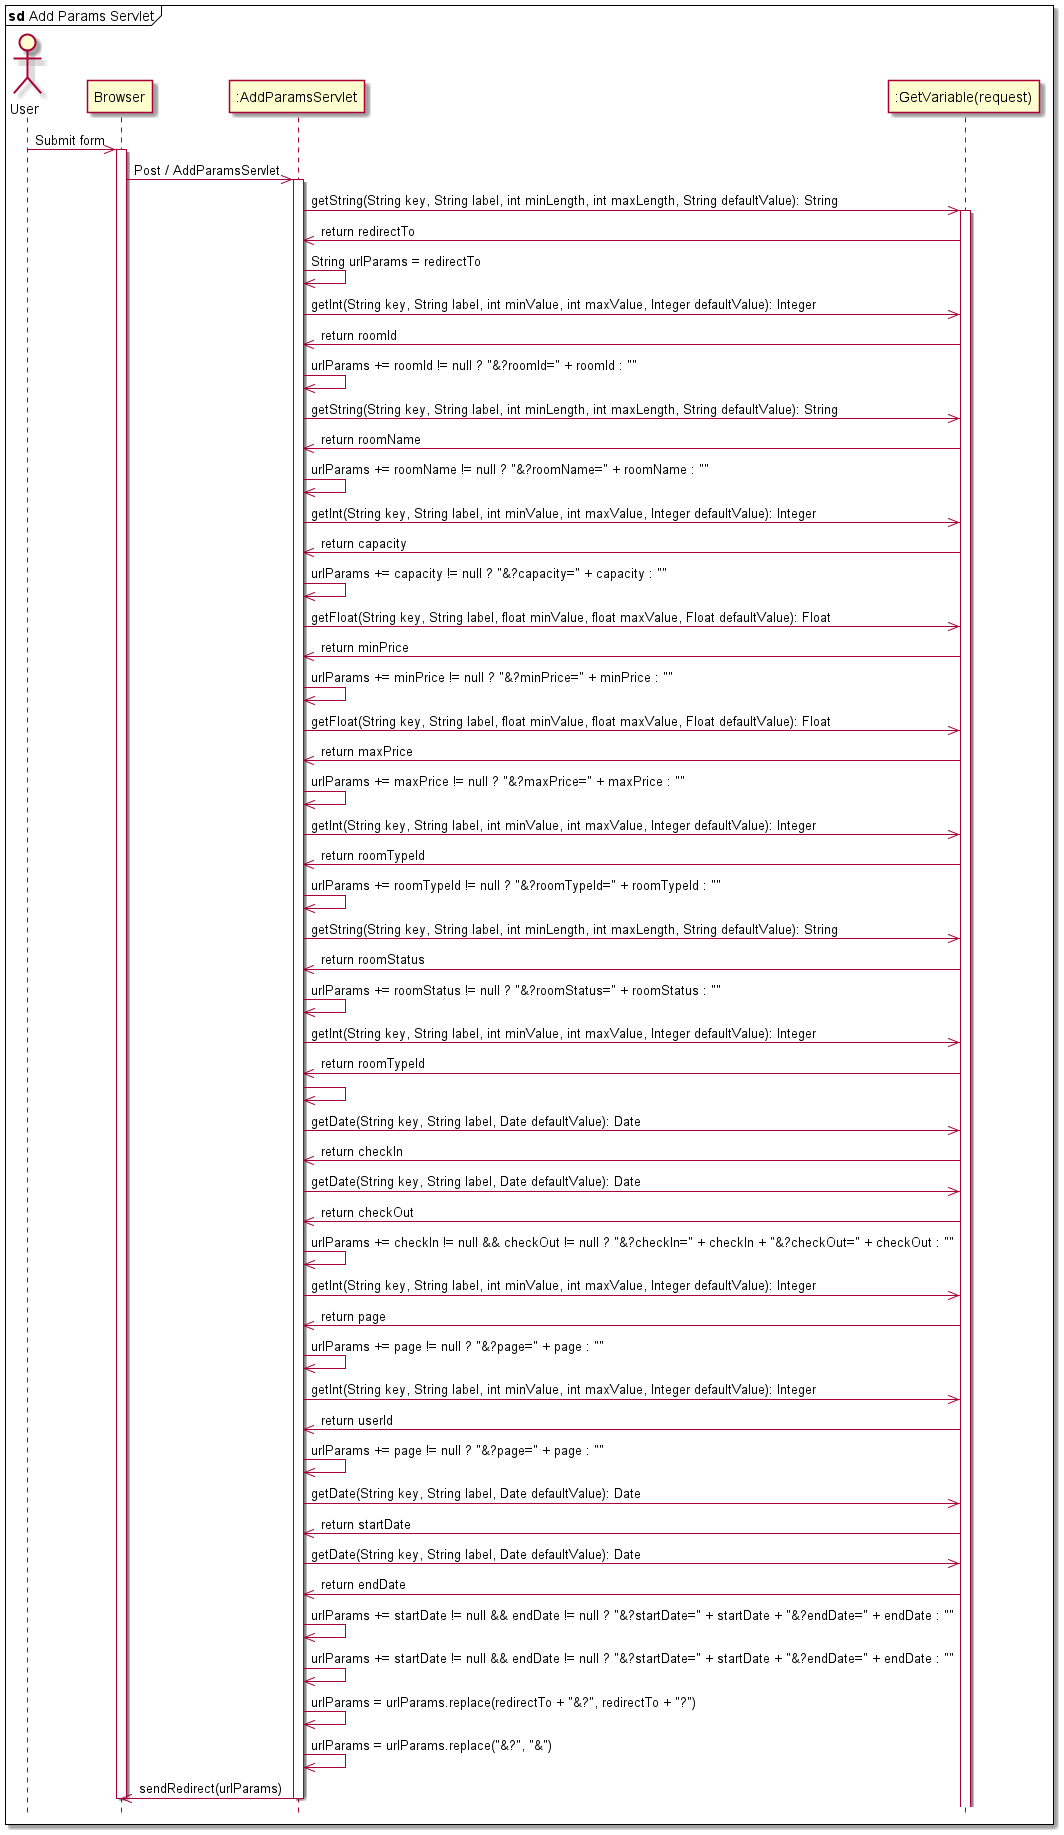 sd Add Params Servlet
User
Browser
:AddParamsServlet
:GetVariable(request)
Submit form
Post / AddParamsServlet
getString(String key, String label, int minLength, int maxLength, String defaultValue): String
return redirectTo
String urlParams = redirectTo
getInt(String key, String label, int minValue, int maxValue, Integer defaultValue): Integer
return roomId
urlParams += roomId != null ? "&?roomId=" + roomId : ""
getString(String key, String label, int minLength, int maxLength, String defaultValue): String
return roomName
urlParams += roomName != null ? "&?roomName=" + roomName : ""
getInt(String key, String label, int minValue, int maxValue, Integer defaultValue): Integer
return capacity
urlParams += capacity != null ? "&?capacity=" + capacity : ""
getFloat(String key, String label, float minValue, float maxValue, Float defaultValue): Float
return minPrice
urlParams += minPrice != null ? "&?minPrice=" + minPrice : ""
getFloat(String key, String label, float minValue, float maxValue, Float defaultValue): Float
return maxPrice
urlParams += maxPrice != null ? "&?maxPrice=" + maxPrice : ""
getInt(String key, String label, int minValue, int maxValue, Integer defaultValue): Integer
return roomTypeId
urlParams += roomTypeId != null ? "&?roomTypeId=" + roomTypeId : ""
getString(String key, String label, int minLength, int maxLength, String defaultValue): String
return roomStatus
urlParams += roomStatus != null ? "&?roomStatus=" + roomStatus : ""
getInt(String key, String label, int minValue, int maxValue, Integer defaultValue): Integer
return roomTypeId
getDate(String key, String label, Date defaultValue): Date
return checkIn
getDate(String key, String label, Date defaultValue): Date
return checkOut
urlParams += checkIn != null && checkOut != null ? "&?checkIn=" + checkIn + "&?checkOut=" + checkOut : ""
getInt(String key, String label, int minValue, int maxValue, Integer defaultValue): Integer
return page
urlParams += page != null ? "&?page=" + page : ""
getInt(String key, String label, int minValue, int maxValue, Integer defaultValue): Integer
return userId
urlParams += page != null ? "&?page=" + page : ""
getDate(String key, String label, Date defaultValue): Date
return startDate
getDate(String key, String label, Date defaultValue): Date
return endDate
urlParams += startDate != null && endDate != null ? "&?startDate=" + startDate + "&?endDate=" + endDate : ""
urlParams += startDate != null && endDate != null ? "&?startDate=" + startDate + "&?endDate=" + endDate : ""
urlParams = urlParams.replace(redirectTo + "&?", redirectTo + "?")
urlParams = urlParams.replace("&?", "&")
sendRedirect(urlParams)